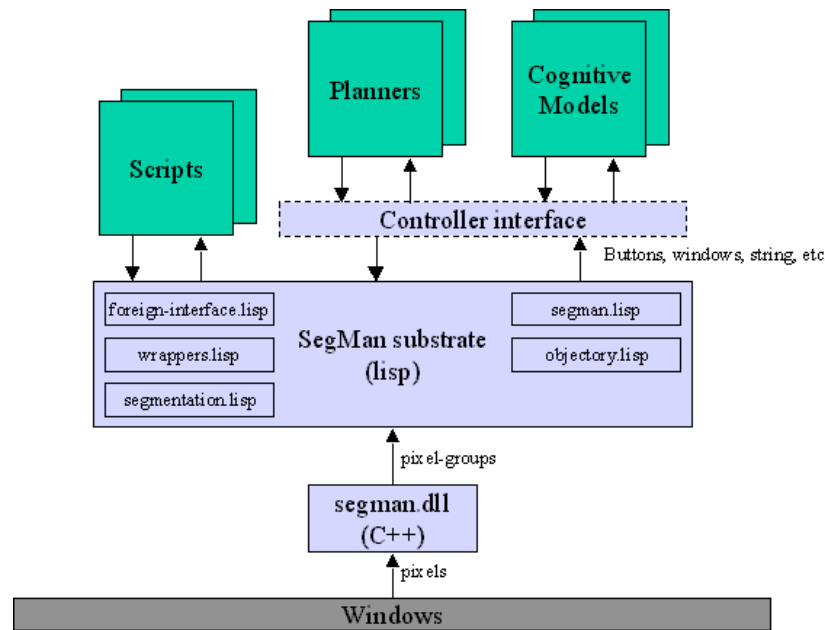 Planners
Cognitive
Models
Scripts
Controller interface
Buttons, windows, string, etc
foreign-interface.lisp
wrappers.lisp
segmentation.lisp
SegMan substrate
(lisp)
segman.lisp
objectory.lisp
pixel-groups
segman.dll
(C++)
pixels
Windows